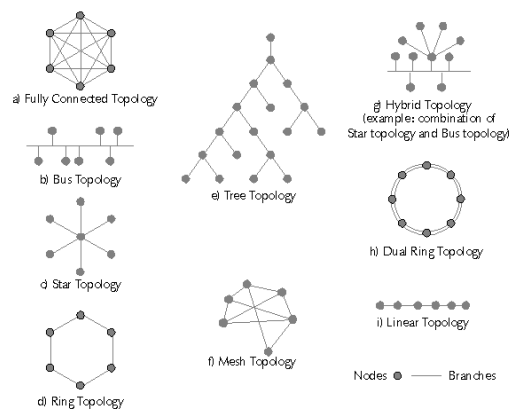 a) Fully Connected Topology
b) Bus Topology
c) Star Topology
d) Ring Topology
e) Tree Topology
f) Mesh Topology
g) Hybrid Topology
(example: combination of
Star topology and Bus topology)
h) Dual Ring Topology
i) Linear Topology
Nodes
Branches